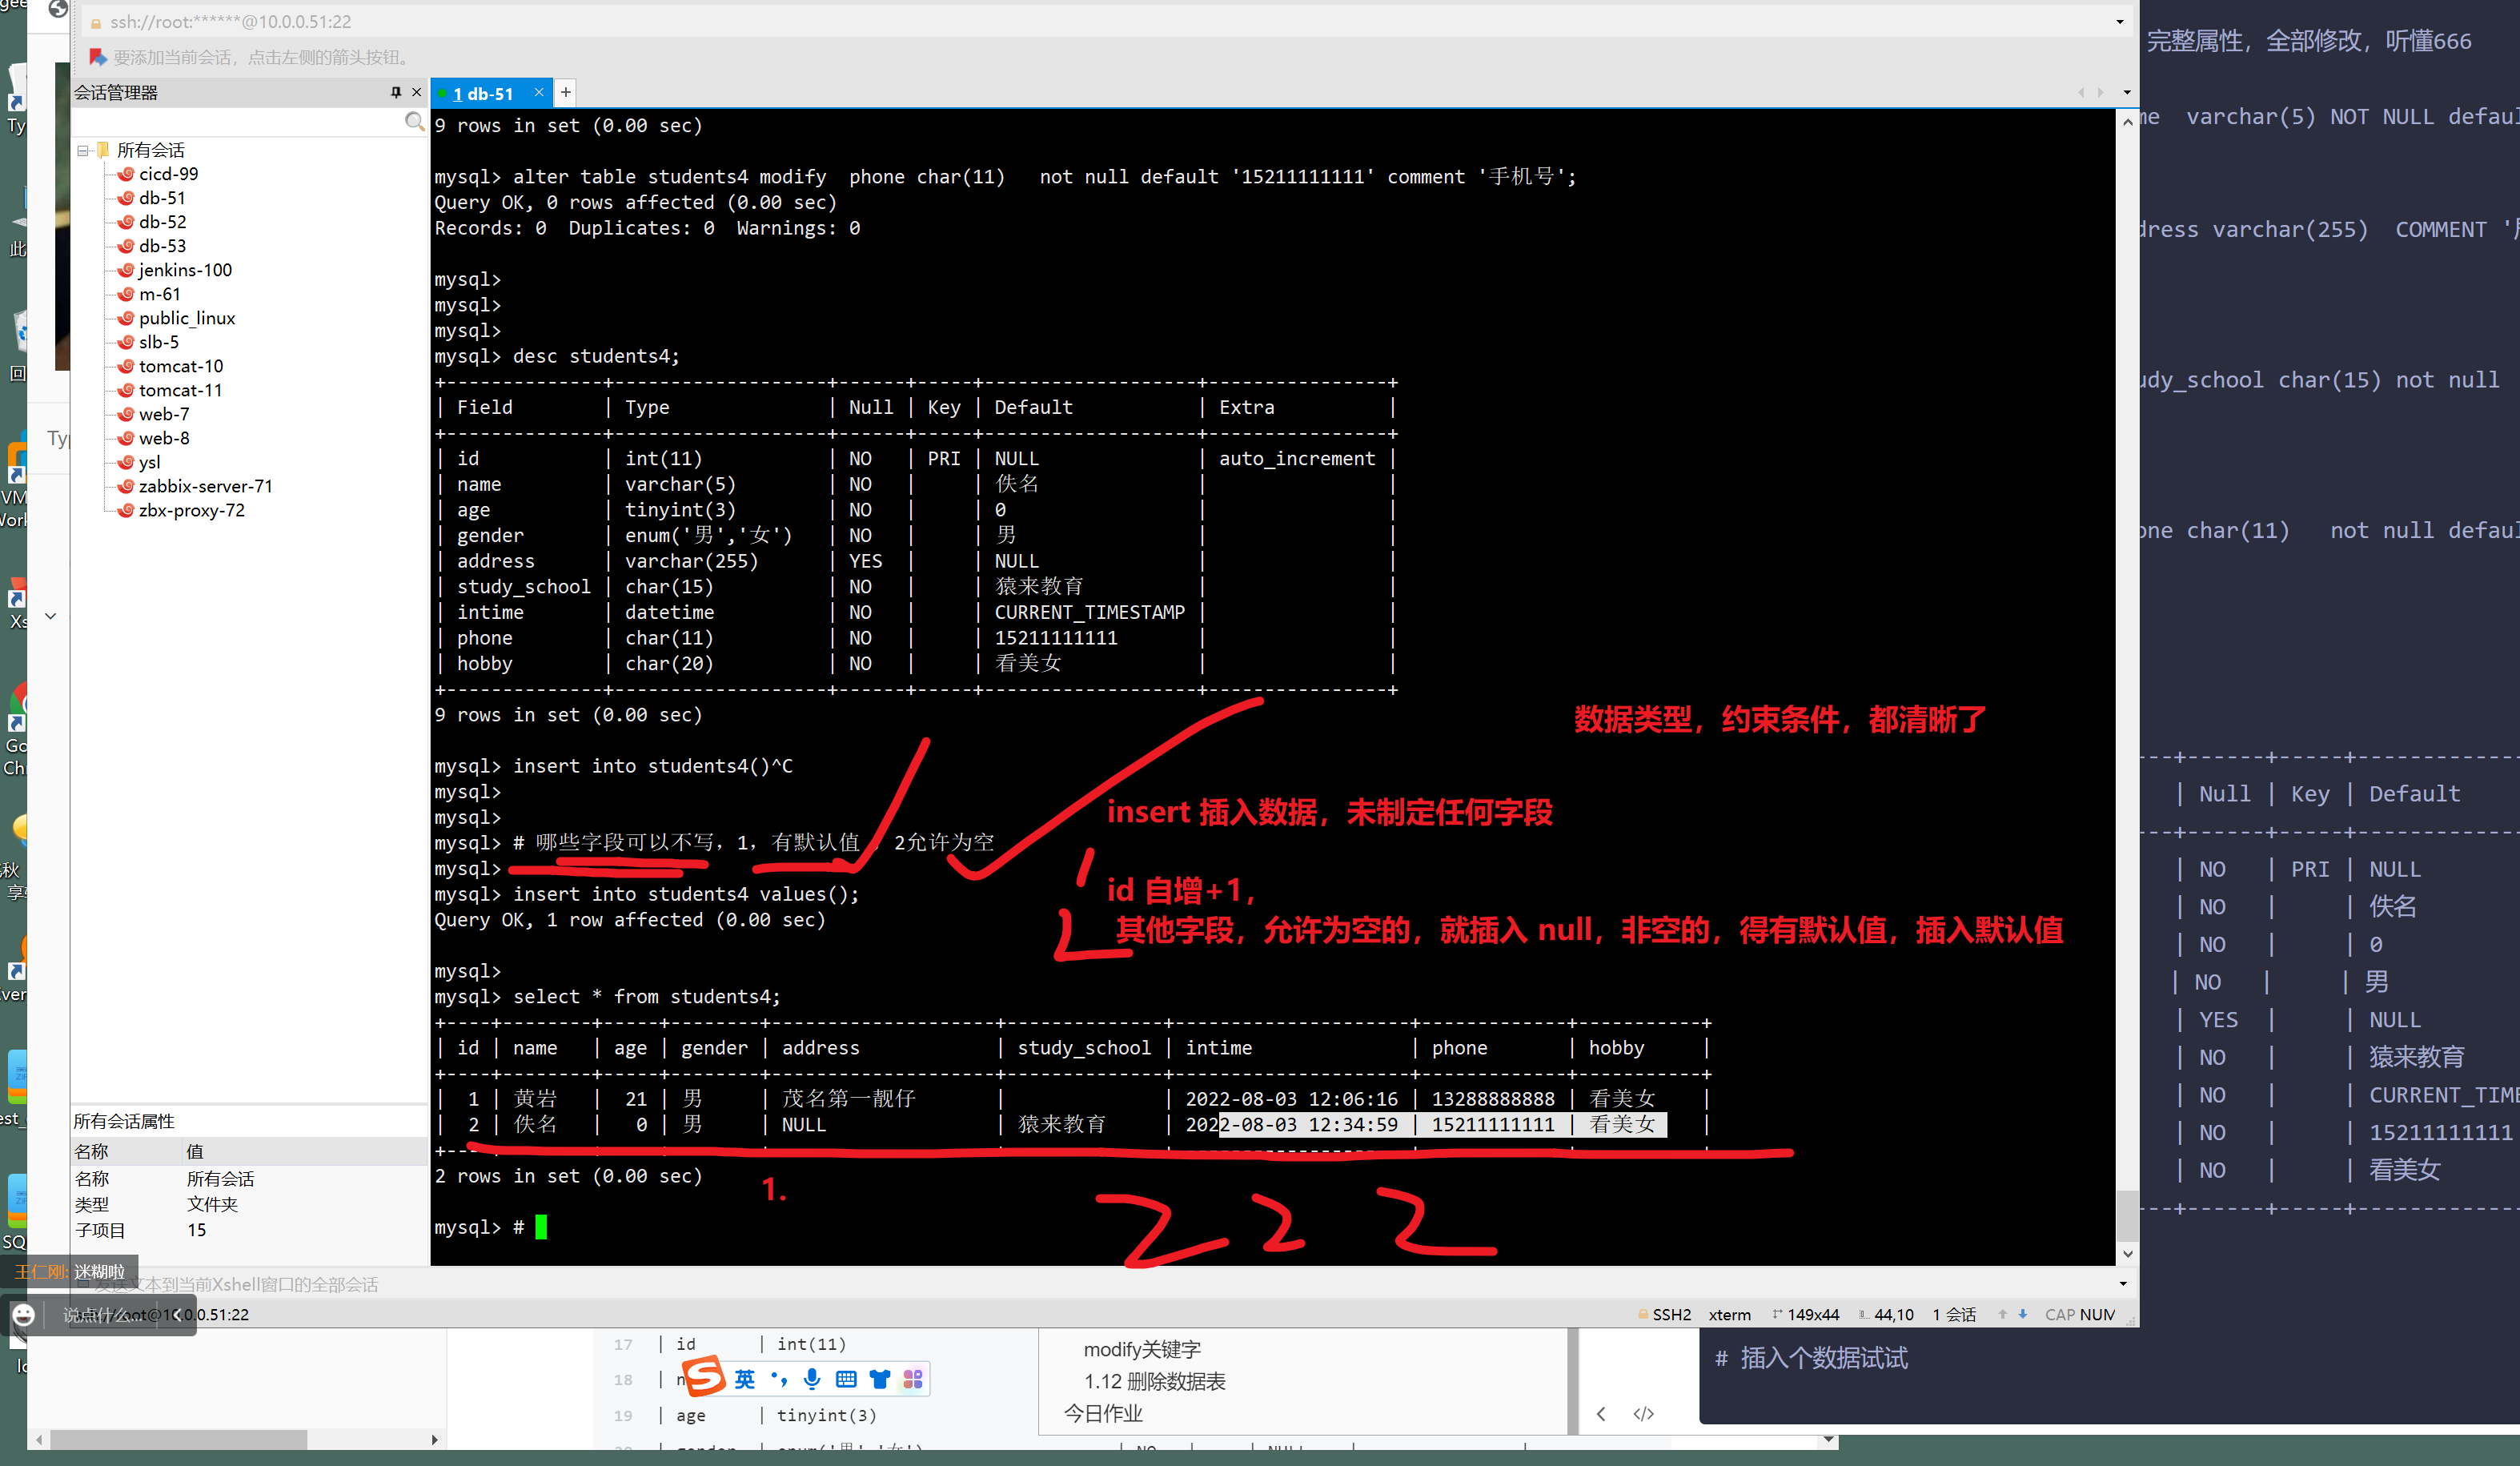 ssh://root:******@10.0.0.51:22
要添加当前会话，点击左侧的箭头按钮。
会话管理器
1 db-51
所有会话
cicd-99
db-51
db-52
db-53
jenkins-100
m-61
public_linux
slb-5
tomcat-10
tomcat-11
web-7
web-8
ysl
zabbix-server-71
zbx-proxy-72
所有会话属性
名称 值
名称 所有会话
类型 文件夹
子项目 15
9 rows in set (0.00 sec)
mysql> alter table students4 modify  phone char(11)   not null default '15211111111' comment '手机号';
Query OK, 0 rows affected (0.00 sec)
Records: 0  Duplicates: 0  Warnings: 0
mysql>
mysql>
mysql>
mysql> desc students4;
+---------------+-------------------+------+-----+-------------------+----------------+
| Field         | Type              | Null | Key | Default           | Extra          |
+---------------+-------------------+------+-----+-------------------+----------------+
| id            | int(11)           | NO   | PRI | NULL              | auto_increment |
| name          | varchar(5)        | NO   |     | 佚名              |                |
| age           | tinyint(3)        | NO   |     | 0                 |                |
| gender        | enum('男','女')   | NO   |     | 男                |                |
| address       | varchar(255)      | YES  |     | NULL              |                |
| study_school  | char(15)          | NO   |     | 猿来教育          |                |
| intime        | datetime          | NO   |     | CURRENT_TIMESTAMP |                |
| phone         | char(11)          | NO   |     | 15211111111       |                |
| hobby         | char(20)          | NO   |     | 看美女            |                |
+---------------+-------------------+------+-----+-------------------+----------------+
9 rows in set (0.00 sec)
数据类型，约束条件，都清晰了
mysql> insert into students4()^C
mysql>
mysql>
insert 插入数据，未制定任何字段
mysql> # 哪些字段可以不写，1，有默认值 ，2允许为空
mysql>
mysql> insert into students4 values();
id 自增+1，
Query OK, 1 row affected (0.00 sec)
其他字段，允许为空的，就插入 null，非空的，得有默认值，插入默认值
mysql>
mysql> select * from students4;
+----+--------+-----+--------+--------------------+--------------+---------------------+-------------+-----------+
| id | name   | age | gender | address            | study_school | intime              | phone       | hobby     |
+----+--------+-----+--------+--------------------+--------------+---------------------+-------------+-----------+
|  1 | 黄岩   |  21 | 男     | 茂名第一靓仔       |              | 2022-08-03 12:06:16 | 13288888888 | 看美女    |
|  2 | 佚名   |   0 | 男     | NULL               | 猿来教育     | 2022-08-03 12:34:59 | 15211111111 | 看美女    |
2 rows in set (0.00 sec)
1.
2 2 2
mysql> #
王仁刚: 迷糊啦
发送文本到当前Xshell窗口的全部会话
说点什么...
ssh://root@10.0.0.51:22
SSH2 xterm 149x44 44,10 1 会话 CAP NUM
17 | id | int(11)
18 | n
英
19 | age | tinyint(3)
modify关键字
1.12 删除数据表
今日作业
</>
# 插入个数据试试
完整属性，全部修改，听懂666
me  varchar(5) NOT NULL defaul
dress varchar(255)  COMMENT '
udy_school char(15) not null
one char(11)   not null defaul
| Null | Key | Default
| NO   | PRI | NULL
| NO   |     | 佚名
| NO   |     | 0
| NO   |     | 男
| YES  |     | NULL
| NO   |     | 猿来教育
| NO   |     | CURRENT_TIME
| NO   |     | 15211111111
| NO   |     | 看美女